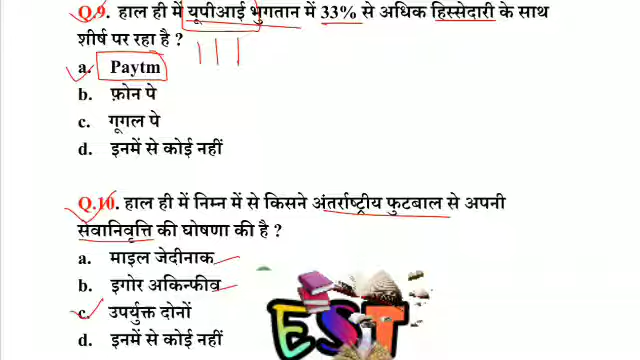 Q.9. हाल ही में यूपीआई भुगतान में 33% से अधिक हिस्सेदारी के साथ
शीर्ष पर रहा है ?
a. Paytm
b. फ़ोन पे
c. गूगल पे
d. इनमें से कोई नहीं
Q.10. हाल ही में निम्न में से किसने अंतर्राष्ट्रीय फुटबाल से अपनी
सेवानिवृत्ति की घोषणा की है ?
a. माइल जेदीनाक
b. इगोर अकिन्फीव
c. उपर्युक्त दोनों
d. इनमें से कोई नहीं
EST